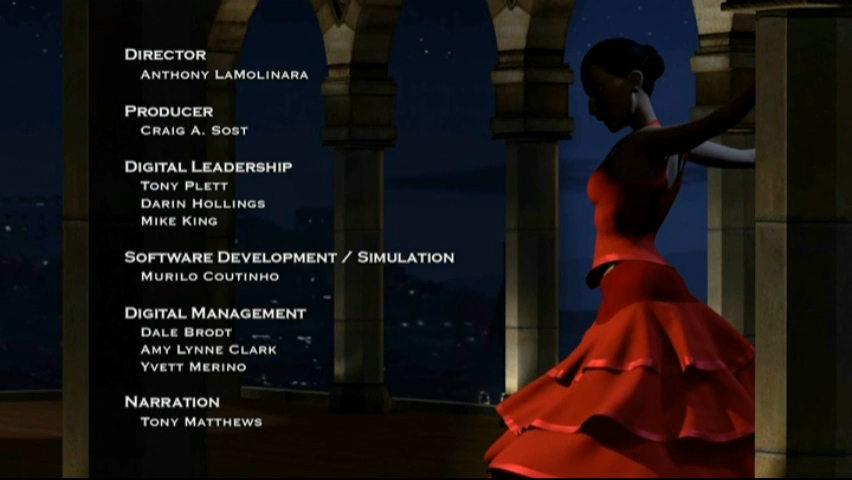 DIRECTOR
ANTHONY LAMOLINARA
PRODUCER
CRAIG A. SOST
DIGITAL LEADERSHIP
TONY PLETT
DARIN HOLLINGS
MIKE KING
SOFTWARE DEVELOPMENT / SIMULATION
MURILO COUTINHO
DIGITAL MANAGEMENT
DALE BRODT
AMY LYNNE CLARK
YVETT MERINO
NARRATION
TONY MATTHEWS